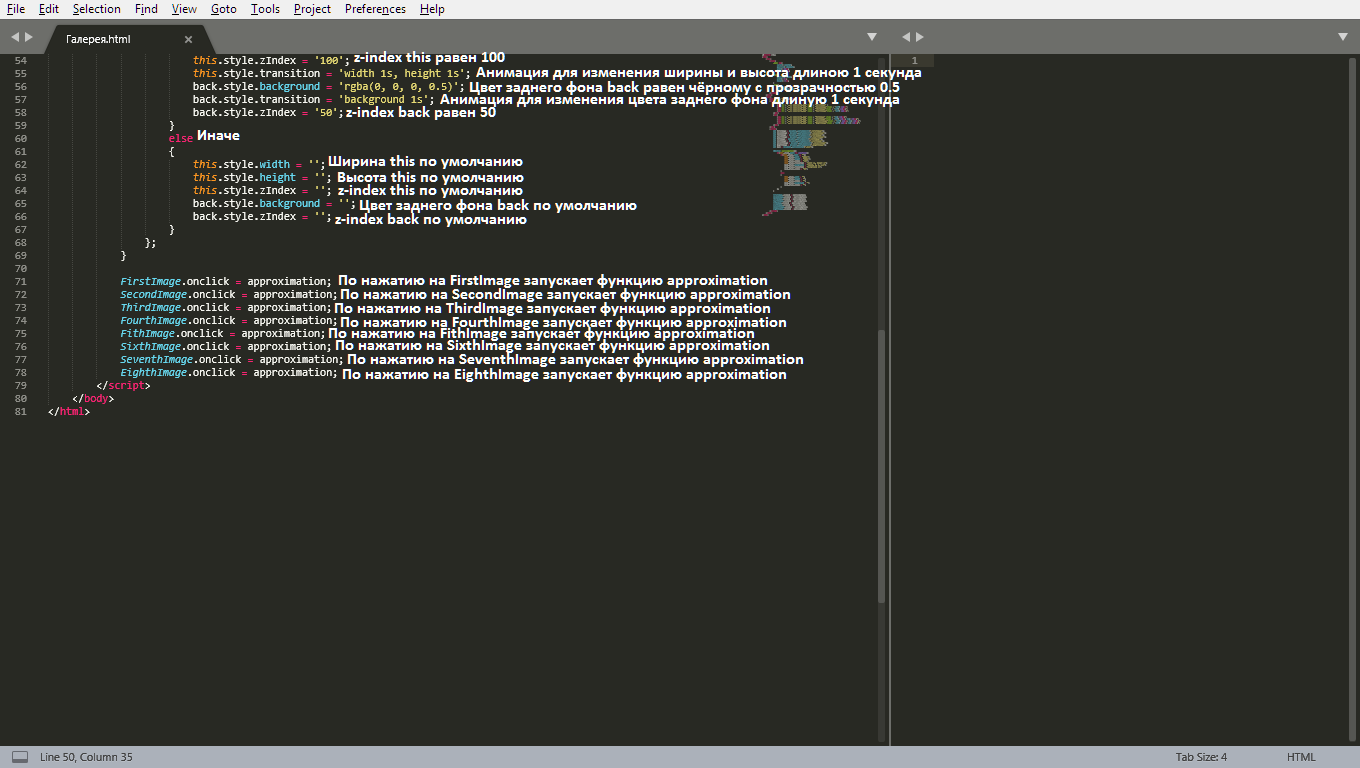 File Edit Selection Find View Goto Tools Project Preferences Help
Галерея.html
54 this.style.zIndex = '100'; z-index this равен 100
55 this.style.transition = 'width 1s, height 1s'; Анимация для изменения ширины и высота длиною 1 секунда
56 back.style.background = 'rgba(0, 0, 0, 0.5)'; Цвет заднего фона back равен чёрному с прозрачностью 0.5
57 back.style.transition = 'background 1s'; Анимация для изменения цвета заднего фона длиную 1 секунда
58 back.style.zIndex = '50'; z-index back равен 50
59 }
60 else Иначе
61 {
62 this.style.width = ''; Ширина this по умолчанию
63 this.style.height = ''; Высота this по умолчанию
64 this.style.zIndex = ''; z-index this по умолчанию
65 back.style.background = ''; Цвет заднего фона back по умолчанию
66 back.style.zIndex = ''; z-index back по умолчанию
67 }
68 };
69 }
70
71 FirstImage.onclick = approximation; По нажатию на FirstImage запускает функцию approximation
72 SecondImage.onclick = approximation; По нажатию на SecondImage запускает функцию approximation
73 ThirdImage.onclick = approximation; По нажатию на ThirdImage запускает функцию approximation
74 FourthImage.onclick = approximation; По нажатию на FourthImage запускает функцию approximation
75 FithImage.onclick = approximation; По нажатию на FithImage запускает функцию approximation
76 SixthImage.onclick = approximation; По нажатию на SixthImage запускает функцию approximation
77 SeventhImage.onclick = approximation; По нажатию на SeventhImage запускает функцию approximation
78 EighthImage.onclick = approximation; По нажатию на EighthImage запускает функцию approximation
79 </script>
80 </body>
81 </html>
1
Line 50, Column 35
Tab Size: 4 HTML